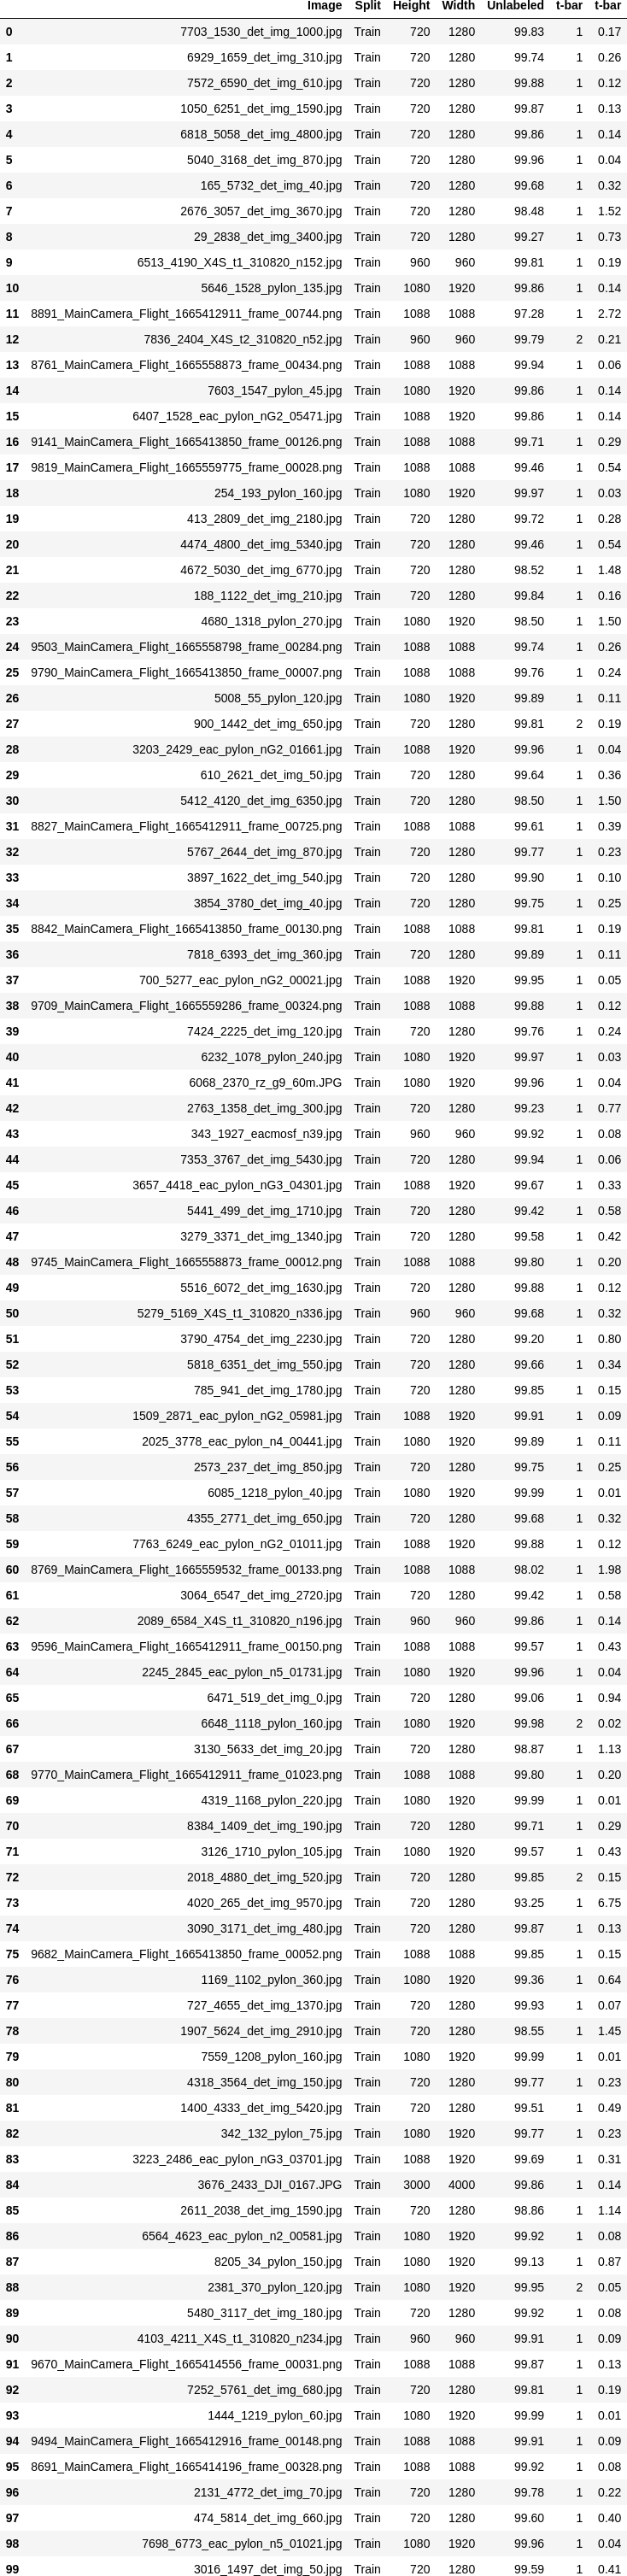 Image Split Height Width Unlabeled t-bar t-bar
0 7703_1530_det_img_1000.jpg Train 720 1280 99.83 1 0.17
1 6929_1659_det_img_310.jpg Train 720 1280 99.74 1 0.26
2 7572_6590_det_img_610.jpg Train 720 1280 99.88 1 0.12
3 1050_6251_det_img_1590.jpg Train 720 1280 99.87 1 0.13
4 6818_5058_det_img_4800.jpg Train 720 1280 99.86 1 0.14
5 5040_3168_det_img_870.jpg Train 720 1280 99.96 1 0.04
6 165_5732_det_img_40.jpg Train 720 1280 99.68 1 0.32
7 2676_3057_det_img_3670.jpg Train 720 1280 98.48 1 1.52
8 29_2838_det_img_3400.jpg Train 720 1280 99.27 1 0.73
9 6513_4190_X4S_t1_310820_n152.jpg Train 960 960 99.81 1 0.19
10 5646_1528_pylon_135.jpg Train 1080 1920 99.86 1 0.14
11 8891_MainCamera_Flight_1665412911_frame_00744.png Train 1088 1088 97.28 1 2.72
12 7836_2404_X4S_t2_310820_n52.jpg Train 960 960 99.79 2 0.21
13 8761_MainCamera_Flight_1665558873_frame_00434.png Train 1088 1088 99.94 1 0.06
14 7603_1547_pylon_45.jpg Train 1080 1920 99.86 1 0.14
15 6407_1528_eac_pylon_nG2_05471.jpg Train 1088 1920 99.86 1 0.14
16 9141_MainCamera_Flight_1665413850_frame_00126.png Train 1088 1088 99.71 1 0.29
17 9819_MainCamera_Flight_1665559775_frame_00028.png Train 1088 1088 99.46 1 0.54
18 254_193_pylon_160.jpg Train 1080 1920 99.97 1 0.03
19 413_2809_det_img_2180.jpg Train 720 1280 99.72 1 0.28
20 4474_4800_det_img_5340.jpg Train 720 1280 99.46 1 0.54
21 4672_5030_det_img_6770.jpg Train 720 1280 98.52 1 1.48
22 188_1122_det_img_210.jpg Train 720 1280 99.84 1 0.16
23 4680_1318_pylon_270.jpg Train 1080 1920 98.50 1 1.50
24 9503_MainCamera_Flight_1665558798_frame_00284.png Train 1088 1088 99.74 1 0.26
25 9790_MainCamera_Flight_1665413850_frame_00007.png Train 1088 1088 99.76 1 0.24
26 5008_55_pylon_120.jpg Train 1080 1920 99.89 1 0.11
27 900_1442_det_img_650.jpg Train 720 1280 99.81 2 0.19
28 3203_2429_eac_pylon_nG2_01661.jpg Train 1088 1920 99.96 1 0.04
29 610_2621_det_img_50.jpg Train 720 1280 99.64 1 0.36
30 5412_4120_det_img_6350.jpg Train 720 1280 98.50 1 1.50
31 8827_MainCamera_Flight_1665412911_frame_00725.png Train 1088 1088 99.61 1 0.39
32 5767_2644_det_img_870.jpg Train 720 1280 99.77 1 0.23
33 3897_1622_det_img_540.jpg Train 720 1280 99.90 1 0.10
34 3854_3780_det_img_40.jpg Train 720 1280 99.75 1 0.25
35 8842_MainCamera_Flight_1665413850_frame_00130.png Train 1088 1088 99.81 1 0.19
36 7818_6393_det_img_360.jpg Train 720 1280 99.89 1 0.11
37 700_5277_eac_pylon_nG2_00021.jpg Train 1088 1920 99.95 1 0.05
38 9709_MainCamera_Flight_1665559286_frame_00324.png Train 1088 1088 99.88 1 0.12
39 7424_2225_det_img_120.jpg Train 720 1280 99.76 1 0.24
40 6232_1078_pylon_240.jpg Train 1080 1920 99.97 1 0.03
41 6068_2370_rz_g9_60m.JPG Train 1080 1920 99.96 1 0.04
42 2763_1358_det_img_300.jpg Train 720 1280 99.23 1 0.77
43 343_1927_eacmosf_n39.jpg Train 960 960 99.92 1 0.08
44 7353_3767_det_img_5430.jpg Train 720 1280 99.94 1 0.06
45 3657_4418_eac_pylon_nG3_04301.jpg Train 1088 1920 99.67 1 0.33
46 5441_499_det_img_1710.jpg Train 720 1280 99.42 1 0.58
47 3279_3371_det_img_1340.jpg Train 720 1280 99.58 1 0.42
48 9745_MainCamera_Flight_1665558873_frame_00012.png Train 1088 1088 99.80 1 0.20
49 5516_6072_det_img_1630.jpg Train 720 1280 99.88 1 0.12
50 5279_5169_X4S_t1_310820_n336.jpg Train 960 960 99.68 1 0.32
51 3790_4754_det_img_2230.jpg Train 720 1280 99.20 1 0.80
52 5818_6351_det_img_550.jpg Train 720 1280 99.66 1 0.34
53 785_941_det_img_1780.jpg Train 720 1280 99.85 1 0.15
54 1509_2871_eac_pylon_nG2_05981.jpg Train 1088 1920 99.91 1 0.09
55 2025_3778_eac_pylon_n4_00441.jpg Train 1080 1920 99.89 1 0.11
56 2573_237_det_img_850.jpg Train 720 1280 99.75 1 0.25
57 6085_1218_pylon_40.jpg Train 1080 1920 99.99 1 0.01
58 4355_2771_det_img_650.jpg Train 720 1280 99.68 1 0.32
59 7763_6249_eac_pylon_nG2_01011.jpg Train 1088 1920 99.88 1 0.12
60 8769_MainCamera_Flight_1665559532_frame_00133.png Train 1088 1088 98.02 1 1.98
61 3064_6547_det_img_2720.jpg Train 720 1280 99.42 1 0.58
62 2089_6584_X4S_t1_310820_n196.jpg Train 960 960 99.86 1 0.14
63 9596_MainCamera_Flight_1665412911_frame_00150.png Train 1088 1088 99.57 1 0.43
64 2245_2845_eac_pylon_n5_01731.jpg Train 1080 1920 99.96 1 0.04
65 6471_519_det_img_0.jpg Train 720 1280 99.06 1 0.94
66 6648_1118_pylon_160.jpg Train 1080 1920 99.98 2 0.02
67 3130_5633_det_img_20.jpg Train 720 1280 98.87 1 1.13
68 9770_MainCamera_Flight_1665412911_frame_01023.png Train 1088 1088 99.80 1 0.20
69 4319_1168_pylon_220.jpg Train 1080 1920 99.99 1 0.01
70 8384_1409_det_img_190.jpg Train 720 1280 99.71 1 0.29
71 3126_1710_pylon_105.jpg Train 1080 1920 99.57 1 0.43
72 2018_4880_det_img_520.jpg Train 720 1280 99.85 2 0.15
73 4020_265_det_img_9570.jpg Train 720 1280 93.25 1 6.75
74 3090_3171_det_img_480.jpg Train 720 1280 99.87 1 0.13
75 9682_MainCamera_Flight_1665413850_frame_00052.png Train 1088 1088 99.85 1 0.15
76 1169_1102_pylon_360.jpg Train 1080 1920 99.36 1 0.64
77 727_4655_det_img_1370.jpg Train 720 1280 99.93 1 0.07
78 1907_5624_det_img_2910.jpg Train 720 1280 98.55 1 1.45
79 7559_1208_pylon_160.jpg Train 1080 1920 99.99 1 0.01
80 4318_3564_det_img_150.jpg Train 720 1280 99.77 1 0.23
81 1400_4333_det_img_5420.jpg Train 720 1280 99.51 1 0.49
82 342_132_pylon_75.jpg Train 1080 1920 99.77 1 0.23
83 3223_2486_eac_pylon_nG3_03701.jpg Train 1088 1920 99.69 1 0.31
84 3676_2433_DJI_0167.JPG Train 3000 4000 99.86 1 0.14
85 2611_2038_det_img_1590.jpg Train 720 1280 98.86 1 1.14
86 6564_4623_eac_pylon_n2_00581.jpg Train 1080 1920 99.92 1 0.08
87 8205_34_pylon_150.jpg Train 1080 1920 99.13 1 0.87
88 2381_370_pylon_120.jpg Train 1080 1920 99.95 2 0.05
89 5480_3117_det_img_180.jpg Train 720 1280 99.92 1 0.08
90 4103_4211_X4S_t1_310820_n234.jpg Train 960 960 99.91 1 0.09
91 9670_MainCamera_Flight_1665414556_frame_00031.png Train 1088 1088 99.87 1 0.13
92 7252_5761_det_img_680.jpg Train 720 1280 99.81 1 0.19
93 1444_1219_pylon_60.jpg Train 1080 1920 99.99 1 0.01
94 9494_MainCamera_Flight_1665412916_frame_00148.png Train 1088 1088 99.91 1 0.09
95 8691_MainCamera_Flight_1665414196_frame_00328.png Train 1088 1088 99.92 1 0.08
96 2131_4772_det_img_70.jpg Train 720 1280 99.78 1 0.22
97 474_5814_det_img_660.jpg Train 720 1280 99.60 1 0.40
98 7698_6773_eac_pylon_n5_01021.jpg Train 1080 1920 99.96 1 0.04
99 3016_1497_det_img_50.jpg Train 720 1280 99.59 1 0.41